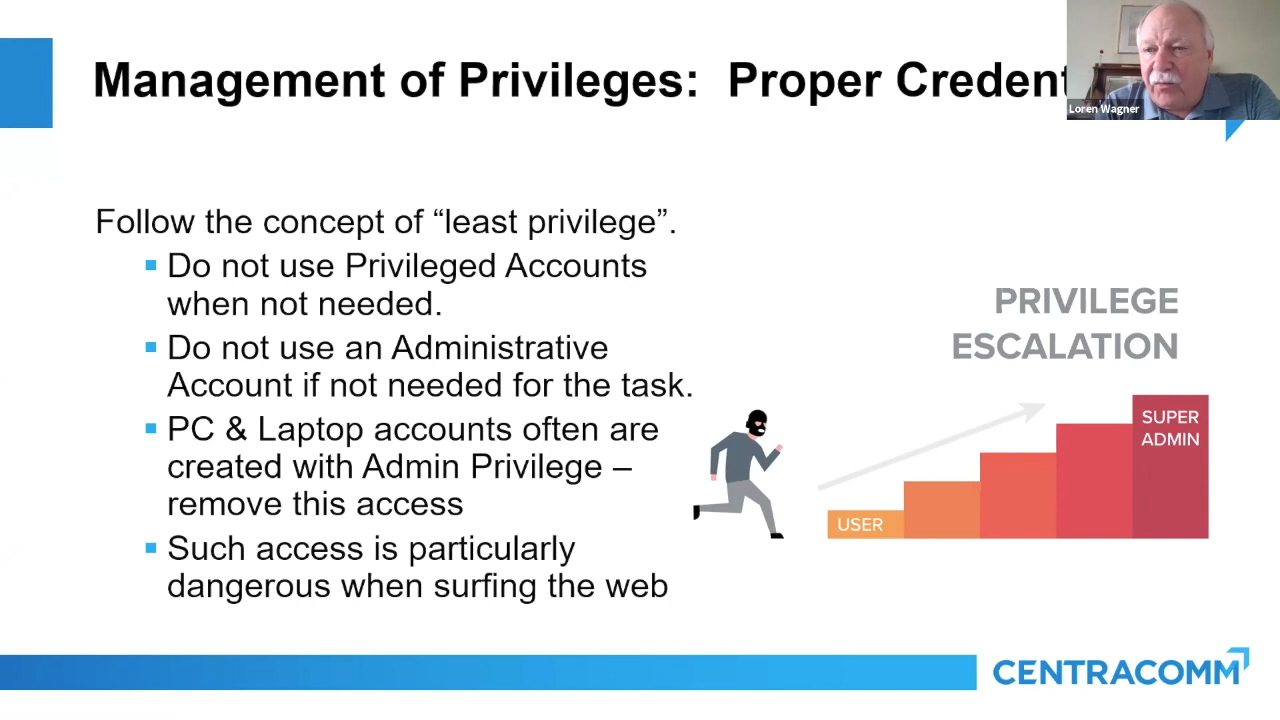 Management of Privileges: Proper Credent
Loren Wagner
Follow the concept of “least privilege”.
Do not use Privileged Accounts
when not needed.
Do not use an Administrative
Account if not needed for the task.
PC & Laptop accounts often are
created with Admin Privilege –
remove this access
Such access is particularly
dangerous when surfing the web
PRIVILEGE
ESCALATION
SUPER
ADMIN
USER
CENTRACOMM